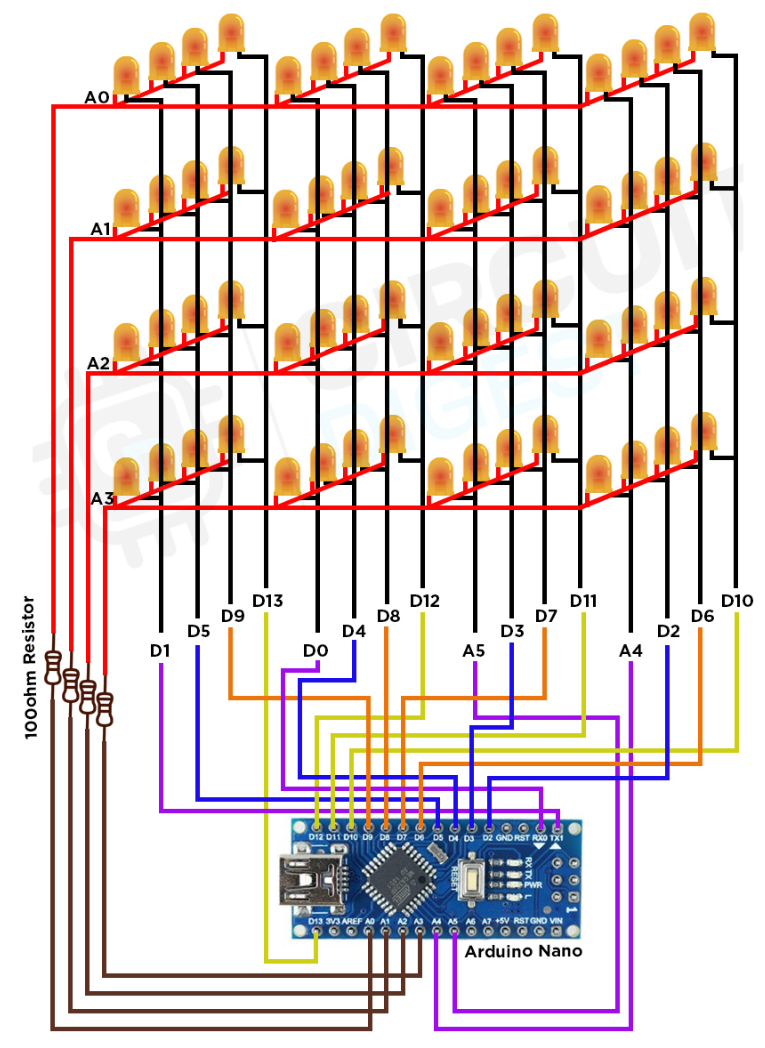 A0
A1
A2
A3
CIRCUIT
DIGEST
D13 D12 D11 D10
D9 D8 D7 D6
D5 D4 D3 D2
D1 D0 A5 A4
100ohm Resistor
D12 D11 D10 D9 D8 D7 D6 D5 D4 D3 D2 GND RST RX0 TX1
RESET
RX
TX
PWR
L
1
D13 3V3 AREF A0 A1 A2 A3 A4 A5 A6 A7 +5V RST GND VIN
Arduino Nano